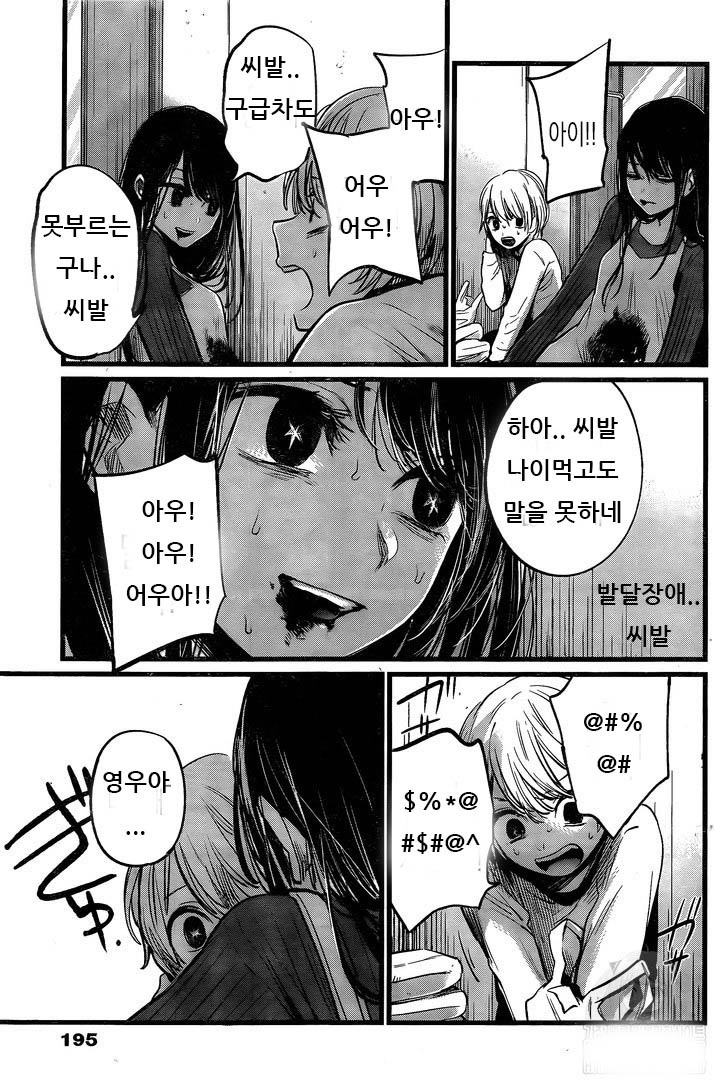 아이!!
아우!
어우
어우!
씨발..
구급차도
못부르는
구나..
씨발
하아.. 씨발
나이먹고도
말을 못하네
발달장애..
씨발
아우!
아우!
어우아!!
@#%
@#
$%*@
#$#@^
영우야
...
ぎゅ.
195